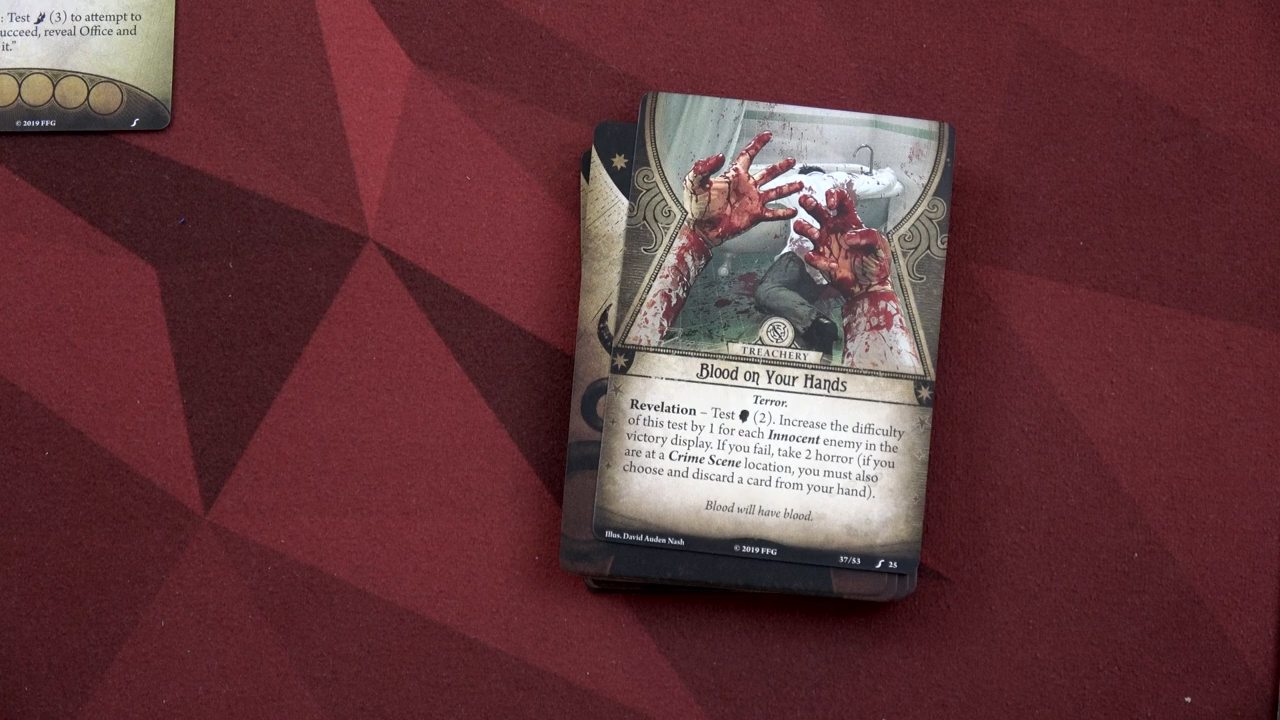 : Test (3) to attempt to
ucceed, reveal Office and
it."
© 2019 FFG
TREACHERY
Blood on Your Hands
Terror.
Revelation – Test (2). Increase the difficulty
of this test by 1 for each Innocent enemy in the
victory display. If you fail, take 2 horror (if you
are at a Crime Scene location, you must also
choose and discard a card from your hand).
Blood will have blood.
Illus. David Auden Nash
© 2019 FFG
37/53
25